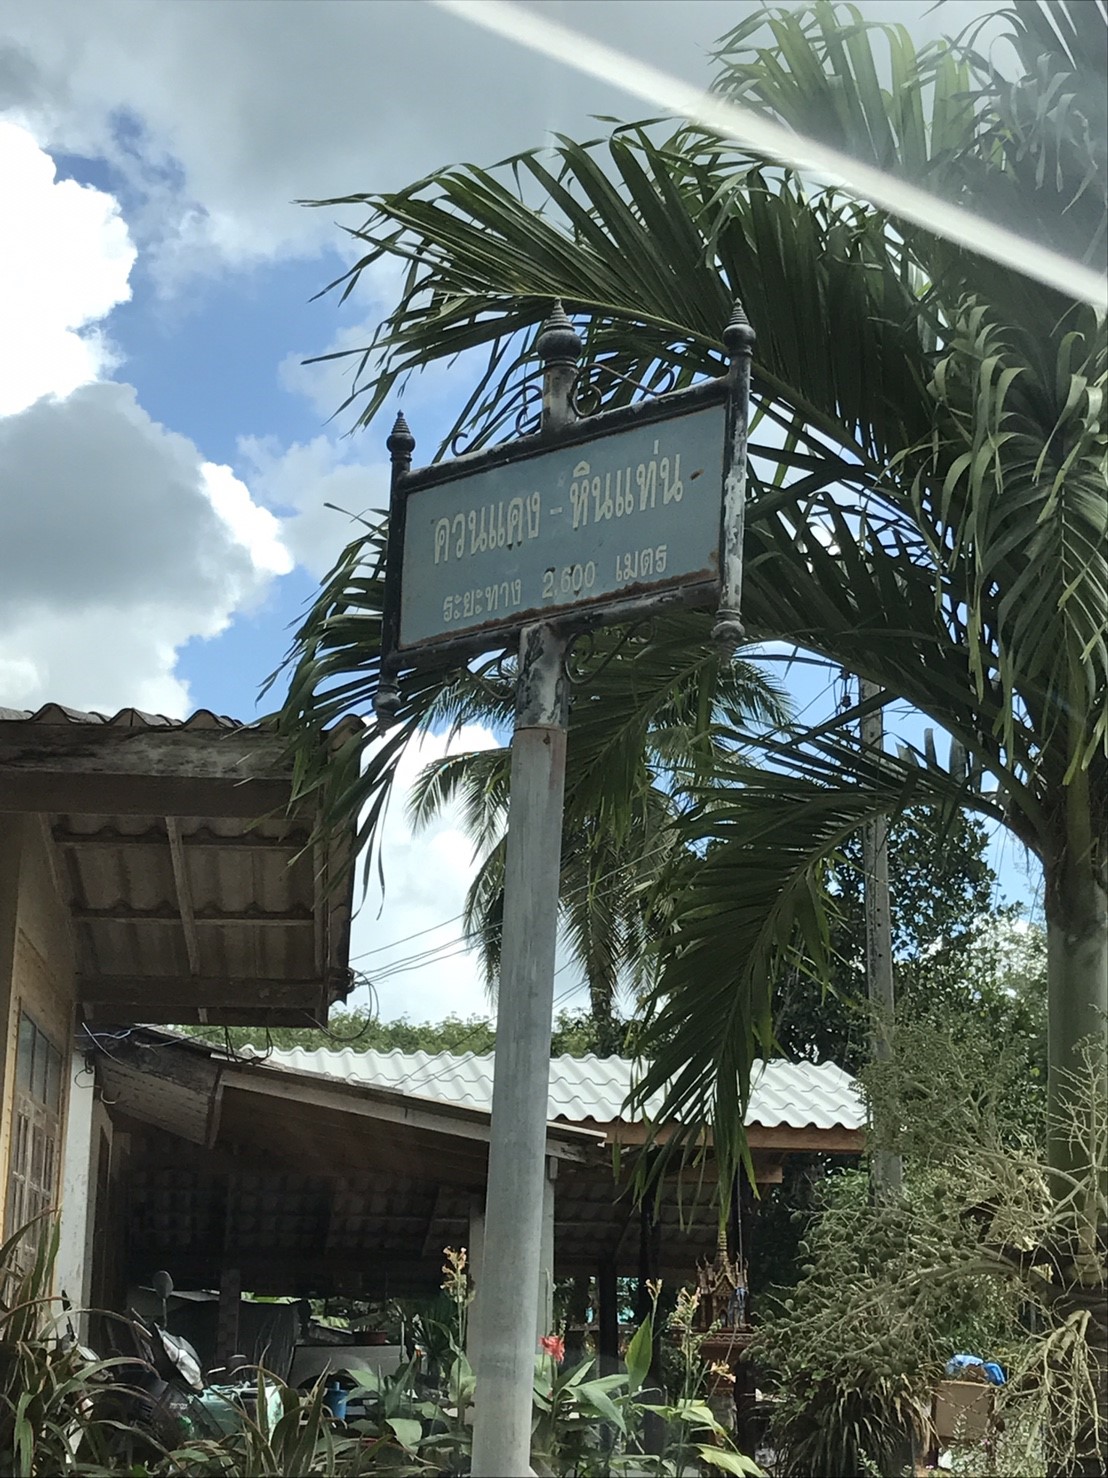 ควนแคง - หินแท่น
ระยะทาง 2,600 เมตร